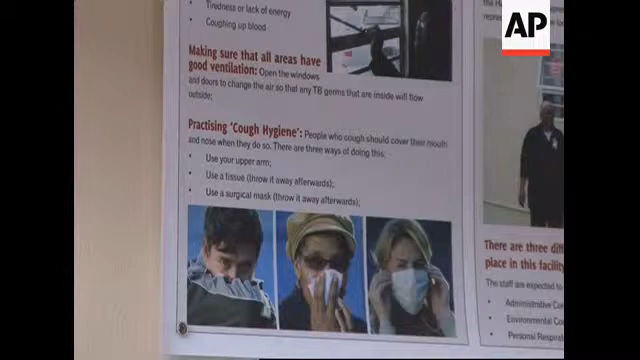 Tiredness or lack of energy
• Coughing up blood
Making sure that all areas have
good ventilation: Open the windows
and doors to change the air so that any TB germs that are inside will flow
outside;
Practising 'Cough Hygiene': People who cough should cover their mouth
and nose when they do so. There are three ways of doing this:
• Use your upper arm;
• Use a tissue (throw it away afterwards);
• Use a surgical mask (throw it away afterwards);
AP
There are three
place in this facility
The staff are expected to
• Administrative
• Environmental
• Personal